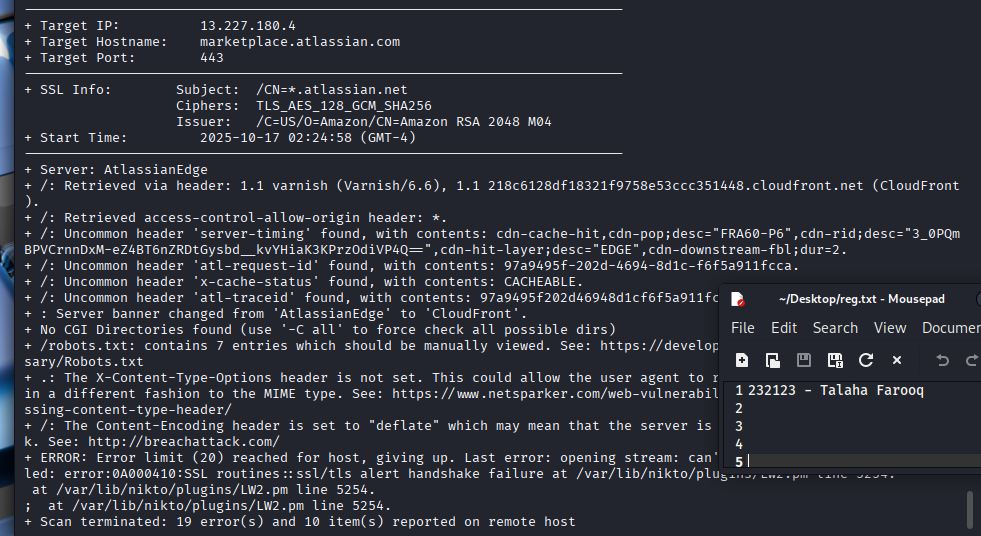 + Target IP: 13.227.180.4
+ Target Hostname: marketplace.atlassian.com
+ Target Port: 443
+ SSL Info: Subject: /CN=*.atlassian.net
Ciphers: TLS_AES_128_GCM_SHA256
Issuer: /C=US/O=Amazon/CN=Amazon RSA 2048 M04
+ Start Time: 2025-10-17 02:24:58 (GMT-4)
+ Server: AtlassianEdge
+ /: Retrieved via header: 1.1 varnish (Varnish/6.6), 1.1 218c6128df18321f9758e53ccc351448.cloudfront.net (CloudFront
).
+ /: Retrieved access-control-allow-origin header: *.
+ /: Uncommon header 'server-timing' found, with contents: cdn-cache-hit,cdn-pop;desc="FRA60-P6",cdn-rid;desc="3_0PQm
BPVCrnnDxM-eZ4BT6nZRDtGysbd__kvYHiaK3KPrzOdiVP4Q==",cdn-hit-layer;desc="EDGE",cdn-downstream-fbl;dur=2.
+ /: Uncommon header 'atl-request-id' found, with contents: 97a9495f-202d-4694-8d1c-f6f5a911fcca.
+ /: Uncommon header 'x-cache-status' found, with contents: CACHEABLE.
+ /: Uncommon header 'atl-traceid' found, with contents: 97a9495f202d46948d1cf6f5a911fc
+ : Server banner changed from 'AtlassianEdge' to 'CloudFront'.
+ No CGI Directories found (use '-C all' to force check all possible dirs)
+ /robots.txt: contains 7 entries which should be manually viewed. See: https://develop
sary/Robots.txt
+ .: The X-Content-Type-Options header is not set. This could allow the user agent to r
in a different fashion to the MIME type. See: https://www.netsparker.com/web-vulnerabil
ssing-content-type-header/
+ /: The Content-Encoding header is set to "deflate" which may mean that the server is
k. See: http://breachattack.com/
+ ERROR: Error limit (20) reached for host, giving up. Last error: opening stream: can'
led: error:0A000410:SSL routines::ssl/tls alert handshake failure at /var/lib/nikto/plugins/LW2.pm line 5254.
at /var/lib/nikto/plugins/LW2.pm line 5254.
; at /var/lib/nikto/plugins/LW2.pm line 5254.
+ Scan terminated: 19 error(s) and 10 item(s) reported on remote host
~/Desktop/reg.txt - Mousepad
File Edit Search View Documen
1 232123 - Talaha Farooq
2
3
4
5